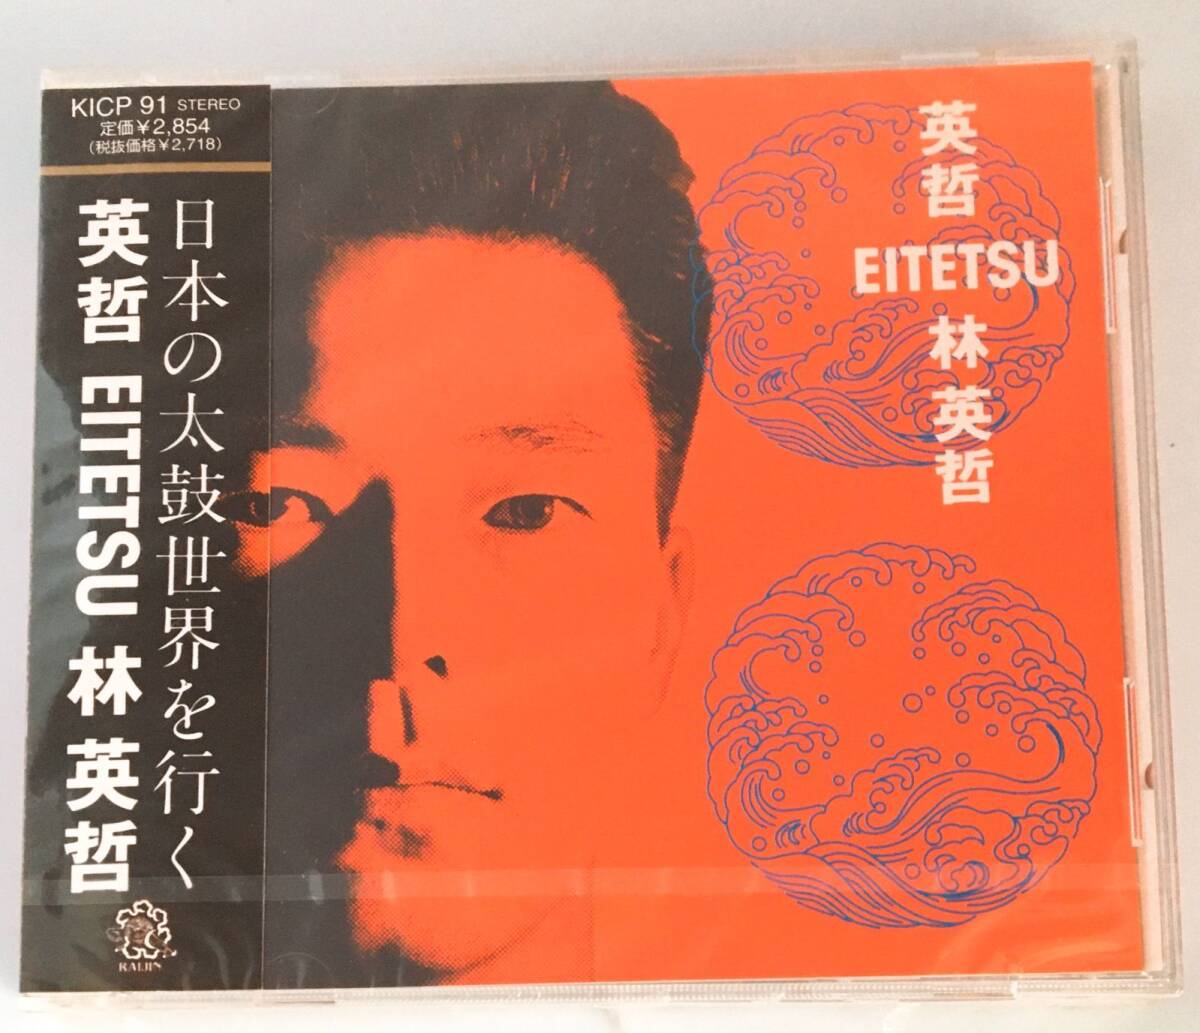 KICP 91 STEREO
定価¥2,854
(税抜価格¥2,718)
日本の太鼓世界を行く
英哲 EITETSU 林 英哲
RAIJIN
英哲
EITETSU
林英哲